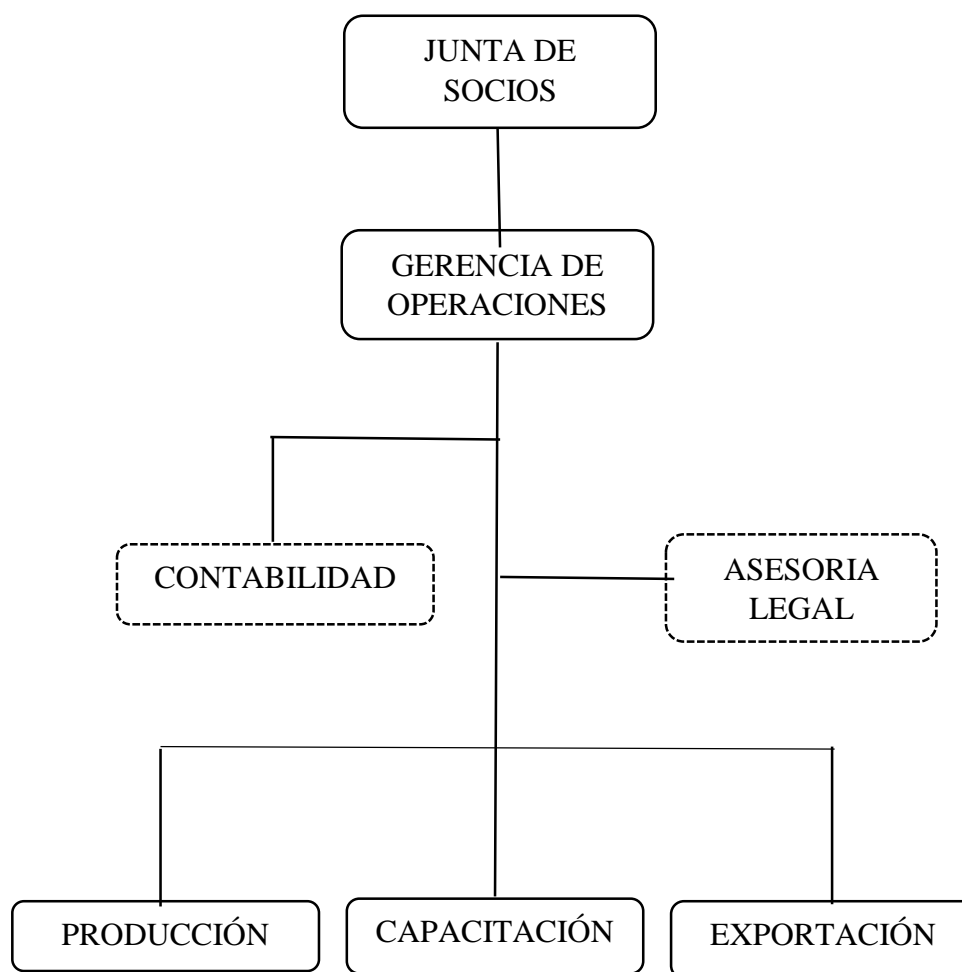 JUNTA DE
SOCIOS
GERENCIA DE
OPERACIONES
CONTABILIDAD
ASESORIA
LEGAL
PRODUCCIÓN
CAPACITACIÓN
EXPORTACIÓN